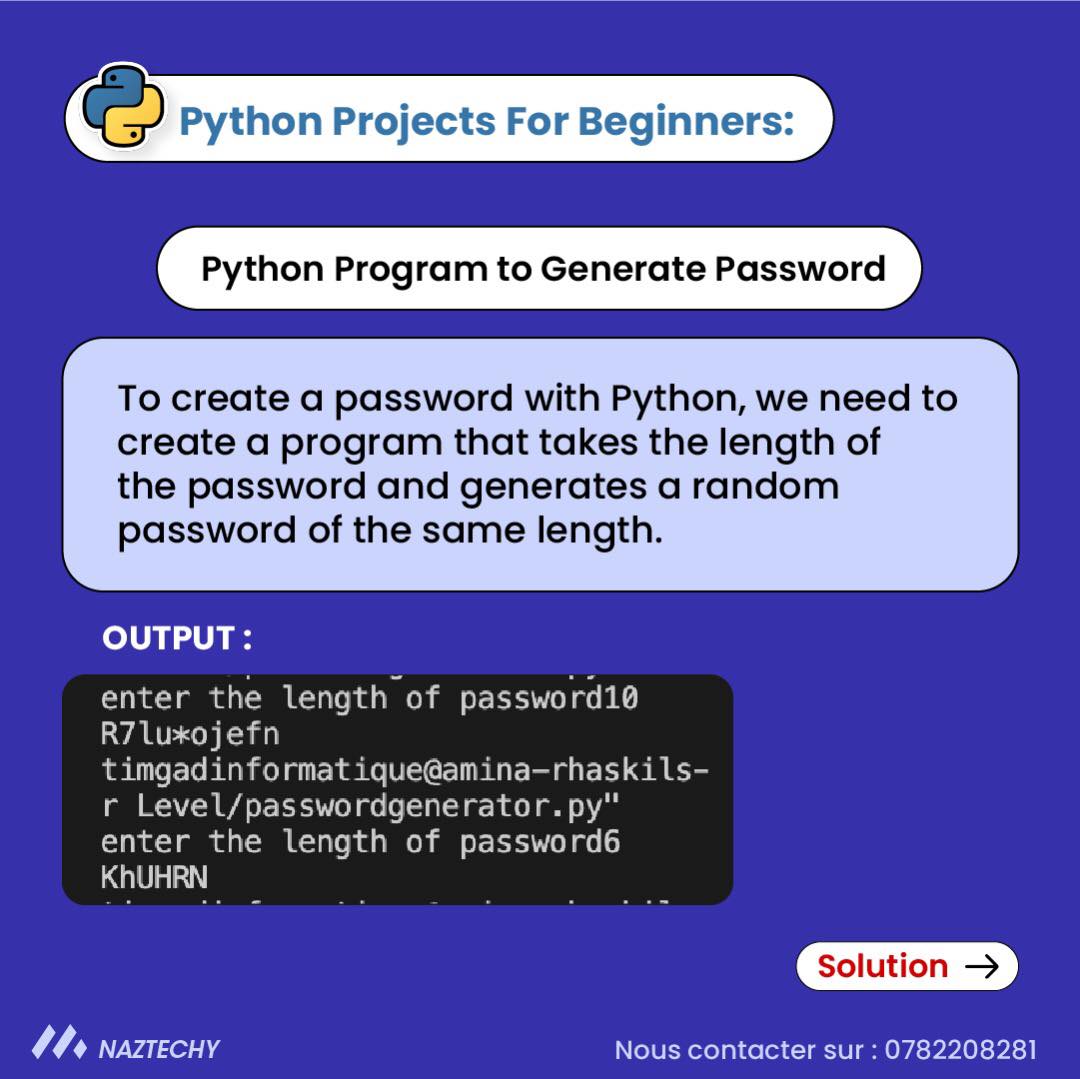 Python Projects For Beginners:
Python Program to Generate Password
To create a password with Python, we need to
create a program that takes the length of
the password and generates a random
password of the same length.
OUTPUT :
enter the length of password10
R7lu*ojefn
timgadinformatique@amina-rhaskils-
r Level/passwordgenerator.py"
enter the length of password6
KhUHRN
Solution
NAZTECHY
Nous contacter sur : 0782208281